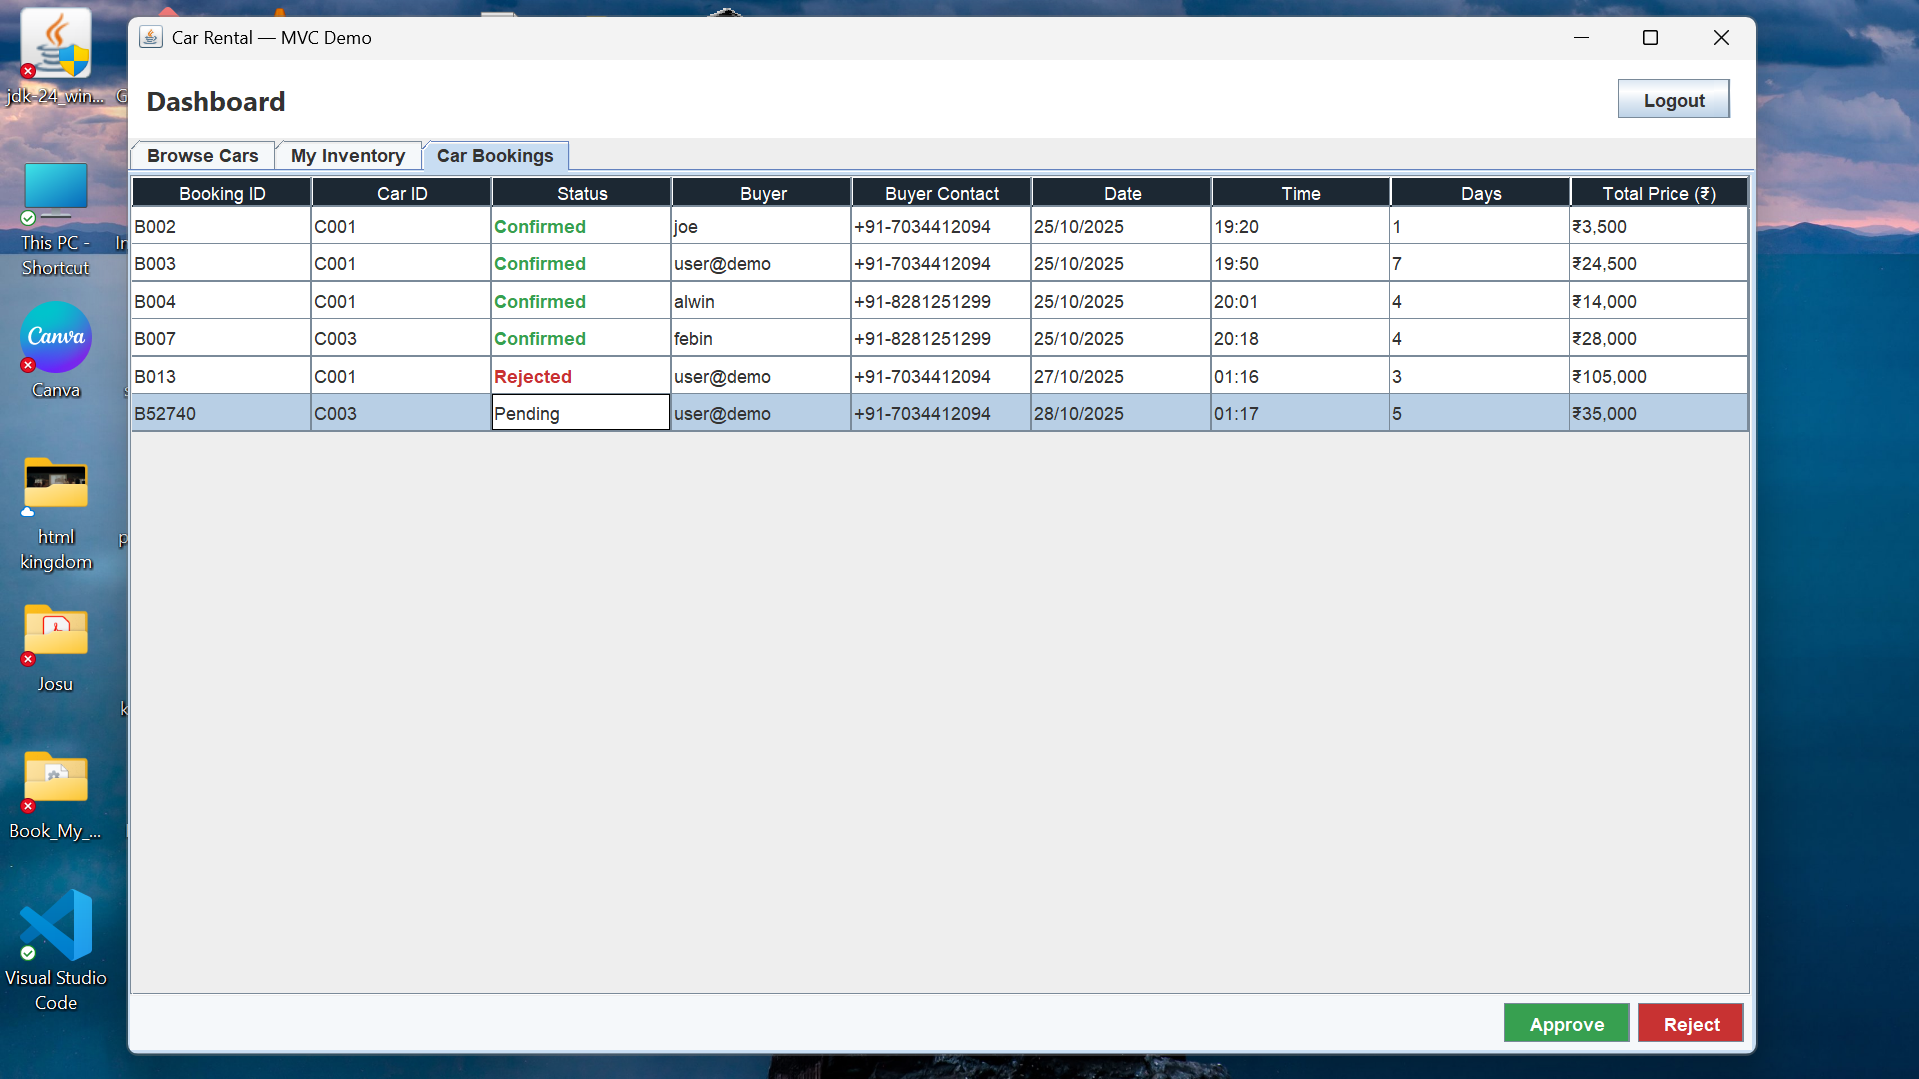 Car Rental — MVC Demo
Dashboard
Logout
Browse Cars My Inventory Car Bookings
Booking ID Car ID Status Buyer Buyer Contact Date Time Days Total Price (₹)
B002 C001 Confirmed joe +91-7034412094 25/10/2025 19:20 1 ₹3,500
B003 C001 Confirmed user@demo +91-7034412094 25/10/2025 19:50 7 ₹24,500
B004 C001 Confirmed alwin +91-8281251299 25/10/2025 20:01 4 ₹14,000
B007 C003 Confirmed febin +91-8281251299 25/10/2025 20:18 4 ₹28,000
B013 C001 Rejected user@demo +91-7034412094 27/10/2025 01:16 3 ₹105,000
B52740 C003 Pending user@demo +91-7034412094 28/10/2025 01:17 5 ₹35,000
Approve Reject
jdk-24_win...
This PC -
Shortcut
Canva
Canva
html
kingdom
Josu
Book_My_...
Visual Studio
Code